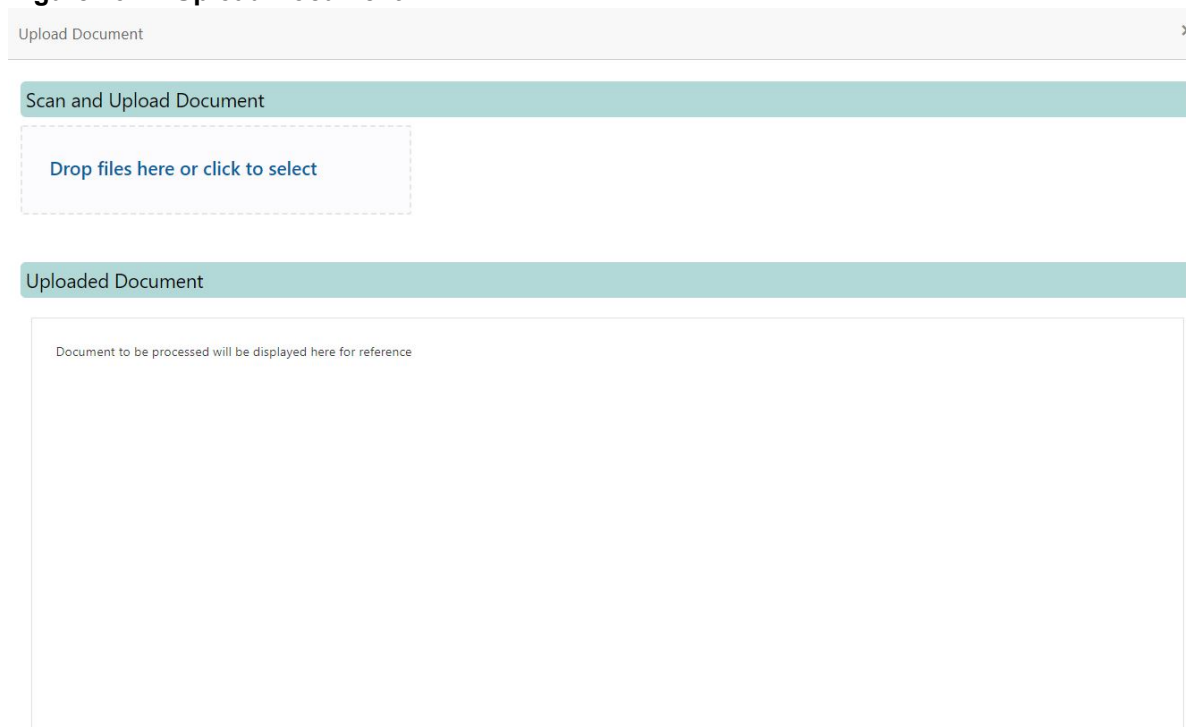 Upload Document
Scan and Upload Document
Drop files here or click to select
Uploaded Document
Document to be processed will be displayed here for reference